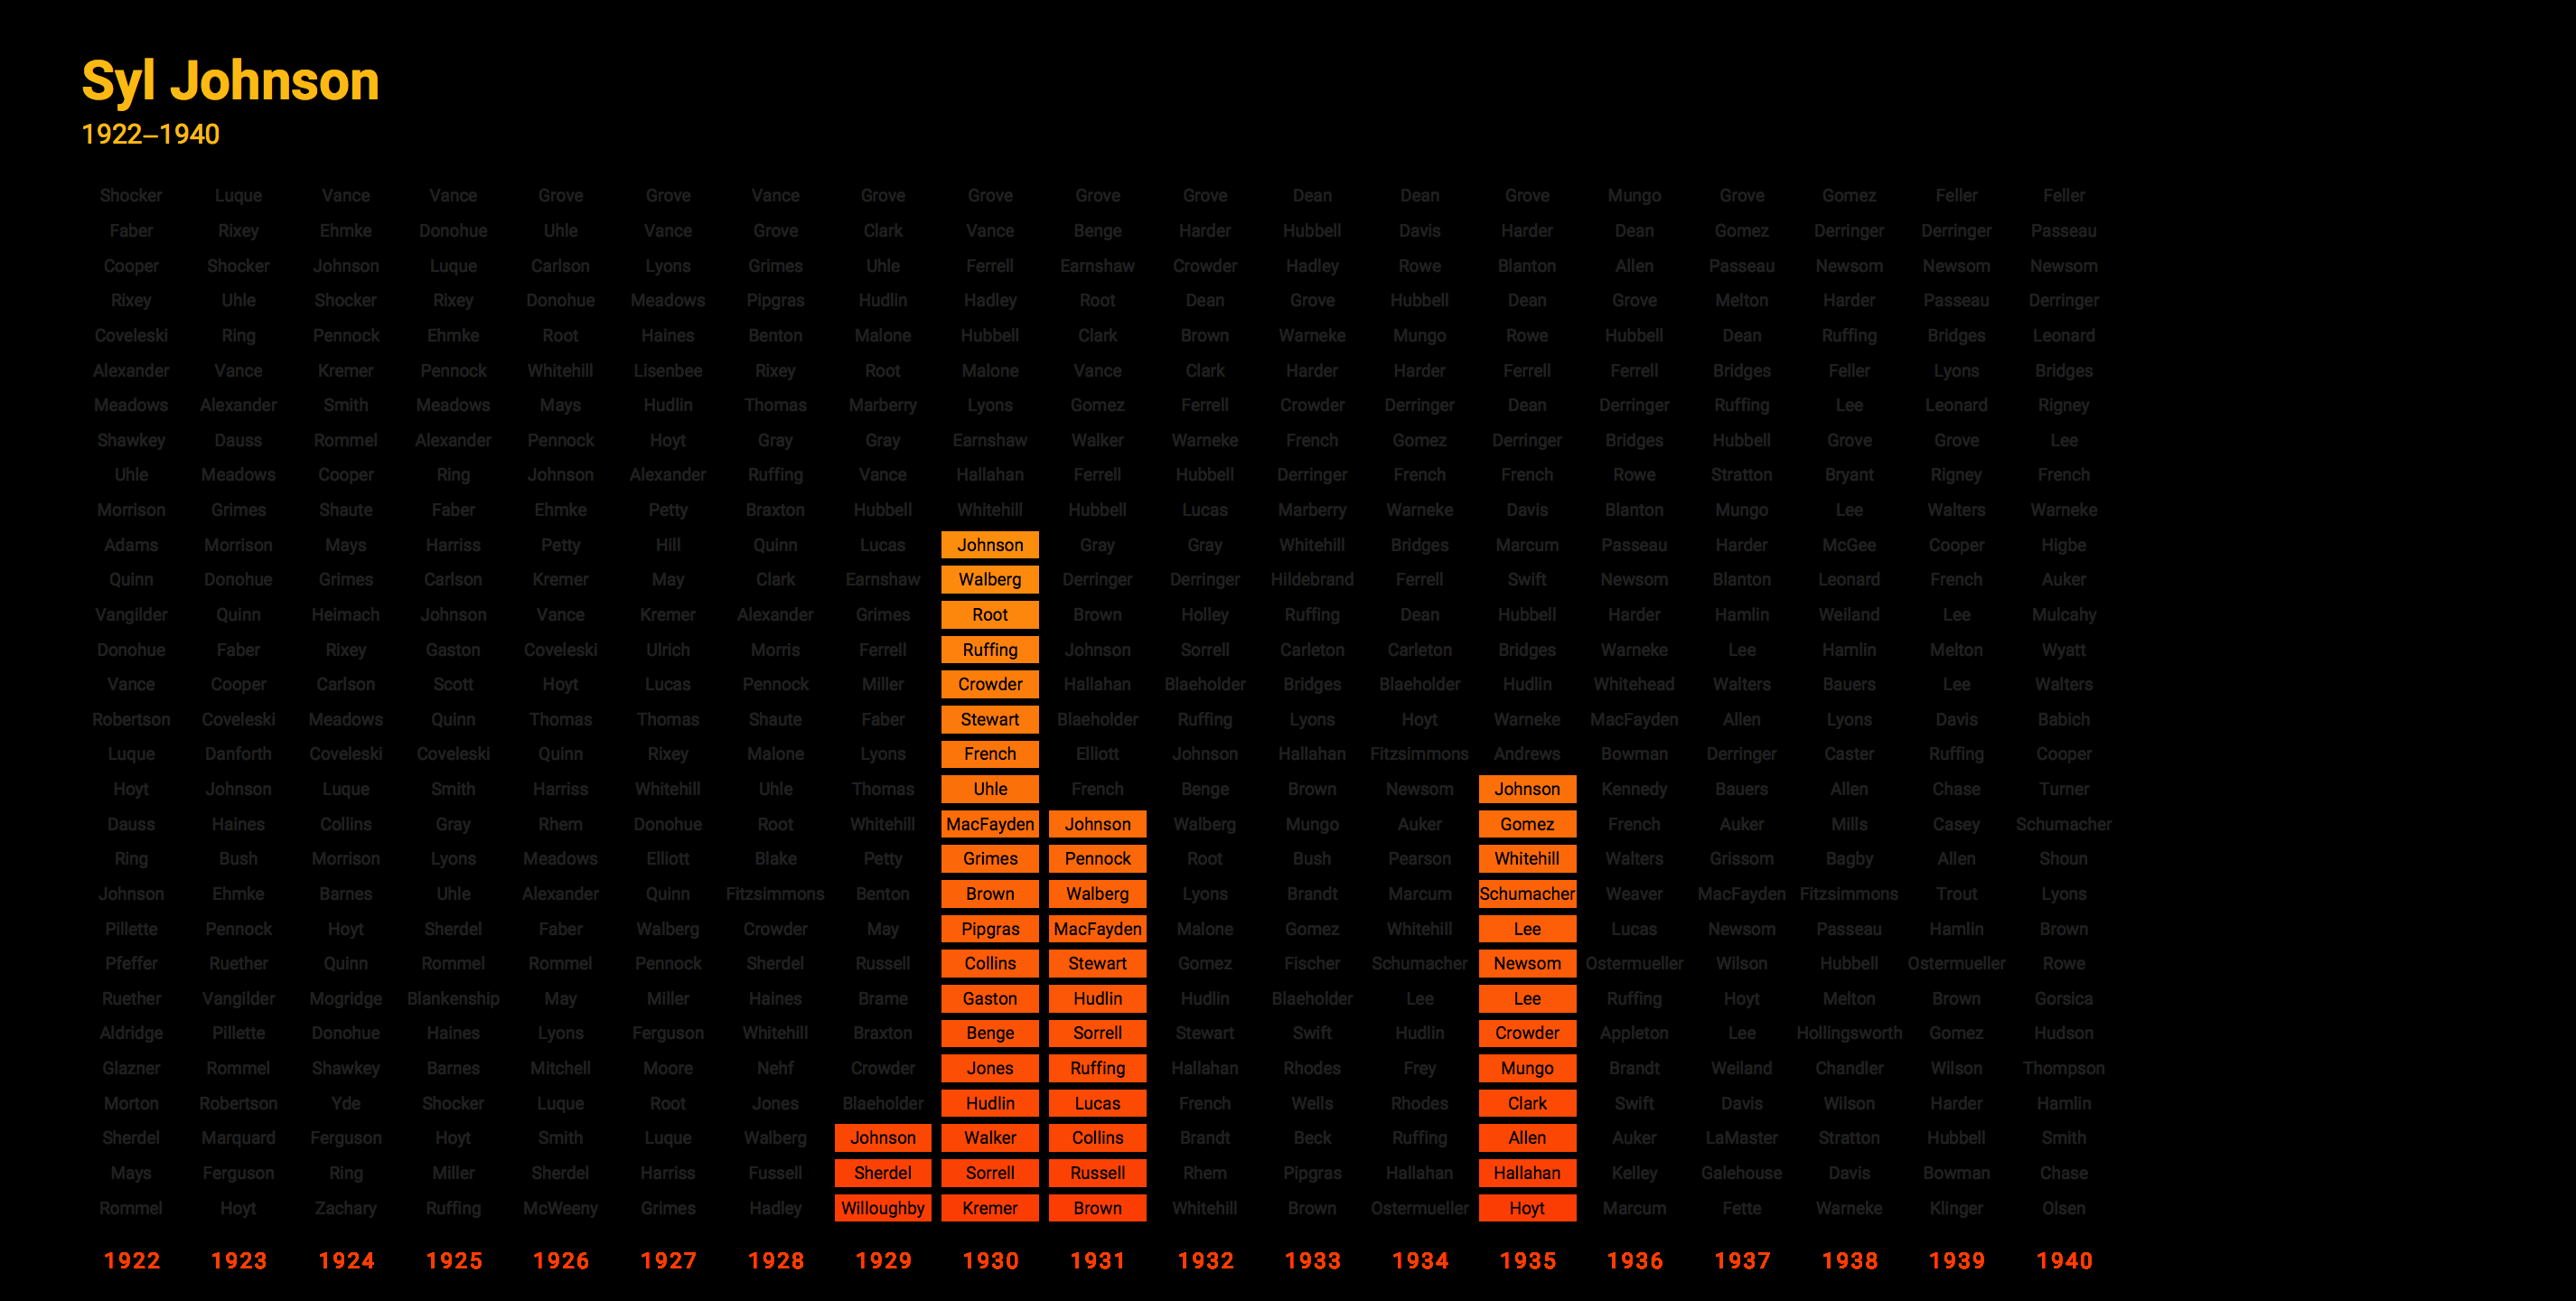 Syl Johnson
1922–1940
Shocker Luque Vance Vance Grove Grove Vance Grove Grove Grove Grove Dean Dean Grove Mungo Grove Gomez Feller Feller
Faber Rixey Ehmke Donohue Uhle Vance Grove Clark Vance Benge Harder Hubbell Davis Harder Dean Gomez Derringer Derringer Passeau
Cooper Shocker Johnson Luque Carlson Lyons Grimes Uhle Ferrell Earnshaw Crowder Hadley Rowe Blanton Allen Passeau Newsom Newsom Newsom
Rixey Uhle Shocker Rixey Donohue Meadows Pipgras Hudlin Hadley Root Dean Grove Hubbell Dean Grove Melton Harder Passeau Derringer
Coveleski Ring Pennock Ehmke Root Haines Benton Malone Hubbell Clark Brown Warneke Mungo Rowe Hubbell Dean Ruffing Bridges Leonard
Alexander Vance Kremer Pennock Whitehill Lisenbee Rixey Root Malone Vance Clark Harder Harder Ferrell Ferrell Bridges Feller Lyons Bridges
Meadows Alexander Smith Meadows Mays Hudlin Thomas Marberry Lyons Gomez Ferrell Crowder Derringer Dean Derringer Ruffing Lee Leonard Rigney
Shawkey Dauss Rommel Alexander Pennock Hoyt Gray Gray Earnshaw Walker Warneke French Gomez Derringer Bridges Hubbell Grove Grove Lee
Uhle Meadows Cooper Ring Johnson Alexander Ruffing Vance Hallahan Ferrell Hubbell Derringer French French Rowe Stratton Bryant Rigney French
Morrison Grimes Shaute Faber Ehmke Petty Braxton Hubbell Whitehill Hubbell Lucas Marberry Warneke Davis Blanton Mungo Lee Walters Warneke
Adams Morrison Mays Harriss Petty Hill Quinn Lucas Johnson Gray Gray Whitehill Bridges Marcum Passeau Harder McGee Cooper Higbe
Quinn Donohue Grimes Carlson Kremer May Clark Earnshaw Walberg Derringer Derringer Hildebrand Ferrell Swift Newsom Blanton Leonard French Auker
Vangilder Quinn Heimach Johnson Vance Kremer Alexander Grimes Root Brown Holley Ruffing Dean Hubbell Harder Hamlin Weiland Lee Mulcahy
Donohue Faber Rixey Gaston Coveleski Ulrich Morris Ferrell Ruffing Johnson Sorrell Carleton Carleton Bridges Warneke Lee Hamlin Melton Wyatt
Vance Cooper Carlson Scott Hoyt Lucas Pennock Miller Crowder Hallahan Blaeholder Bridges Blaeholder Hudlin Whitehead Walters Bauers Lee Walters
Robertson Coveleski Meadows Quinn Thomas Thomas Shaute Faber Stewart Blaeholder Ruffing Lyons Hoyt Warneke MacFayden Allen Lyons Davis Babich
Luque Danforth Coveleski Coveleski Quinn Rixey Malone Lyons French Elliott Johnson Hallahan Fitzsimmons Andrews Bowman Derringer Caster Ruffing Cooper
Hoyt Johnson Luque Smith Harriss Whitehill Uhle Thomas Uhle French Benge Brown Newsom Johnson Kennedy Bauers Allen Chase Turner
Dauss Haines Collins Gray Rhem Donohue Root Whitehill MacFayden Johnson Walberg Mungo Auker Gomez French Auker Mills Casey Schumacher
Ring Bush Morrison Lyons Meadows Elliott Blake Petty Grimes Pennock Root Bush Pearson Whitehill Walters Grissom Bagby Allen Shoun
Johnson Ehmke Barnes Uhle Alexander Quinn Fitzsimmons Benton Brown Walberg Lyons Brandt Marcum Schumacher Weaver MacFayden Fitzsimmons Trout Lyons
Pillette Pennock Hoyt Sherdel Faber Walberg Crowder May Pipgras MacFayden Malone Gomez Whitehill Lee Lucas Newsom Passeau Hamlin Brown
Pfeffer Ruether Quinn Rommel Rommel Pennock Sherdel Russell Collins Stewart Gomez Fischer Schumacher Newsom Ostermueller Wilson Hubbell Ostermueller Rowe
Ruether Vangilder Mogridge Blankenship May Miller Haines Brame Gaston Hudlin Hudlin Blaeholder Lee Lee Ruffing Hoyt Melton Brown Gorsica
Aldridge Pillette Donohue Haines Lyons Ferguson Whitehill Braxton Benge Sorrell Stewart Swift Hudlin Crowder Appleton Lee Hollingsworth Gomez Hudson
Glazner Rommel Shawkey Barnes Mitchell Moore Nehf Crowder Jones Ruffing Hallahan Rhodes Frey Mungo Brandt Weiland Chandler Wilson Thompson
Morton Robertson Yde Shocker Luque Root Jones Blaeholder Hudlin Lucas French Wells Rhodes Clark Swift Davis Wilson Harder Hamlin
Sherdel Marquard Ferguson Hoyt Smith Luque Walberg Johnson Walker Collins Brandt Beck Ruffing Allen Auker LaMaster Stratton Hubbell Smith
Mays Ferguson Ring Miller Sherdel Harriss Fussell Sherdel Sorrell Russell Rhem Pipgras Hallahan Hallahan Kelley Galehouse Davis Bowman Chase
Rommel Hoyt Zachary Ruffing McWeeny Grimes Hadley Willoughby Kremer Brown Whitehill Brown Ostermueller Hoyt Marcum Fette Warneke Klinger Olsen
1922 1923 1924 1925 1926 1927 1928 1929 1930 1931 1932 1933 1934 1935 1936 1937 1938 1939 1940